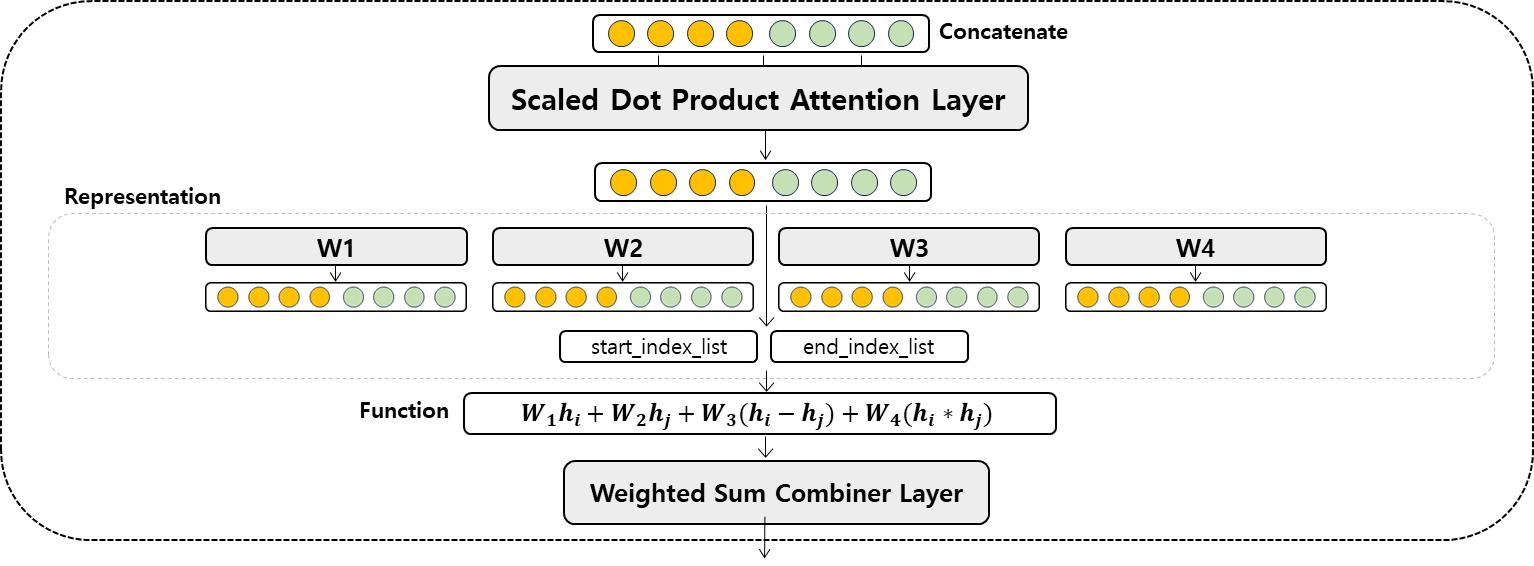 Concatenate
Scaled Dot Product Attention Layer
Representation
W1 W2 W3 W4
start_index_list end_index_list
Function
W₁hᵢ + W₂hⱼ + W₃(hᵢ − hⱼ) + W₄(hᵢ * hⱼ)
Weighted Sum Combiner Layer